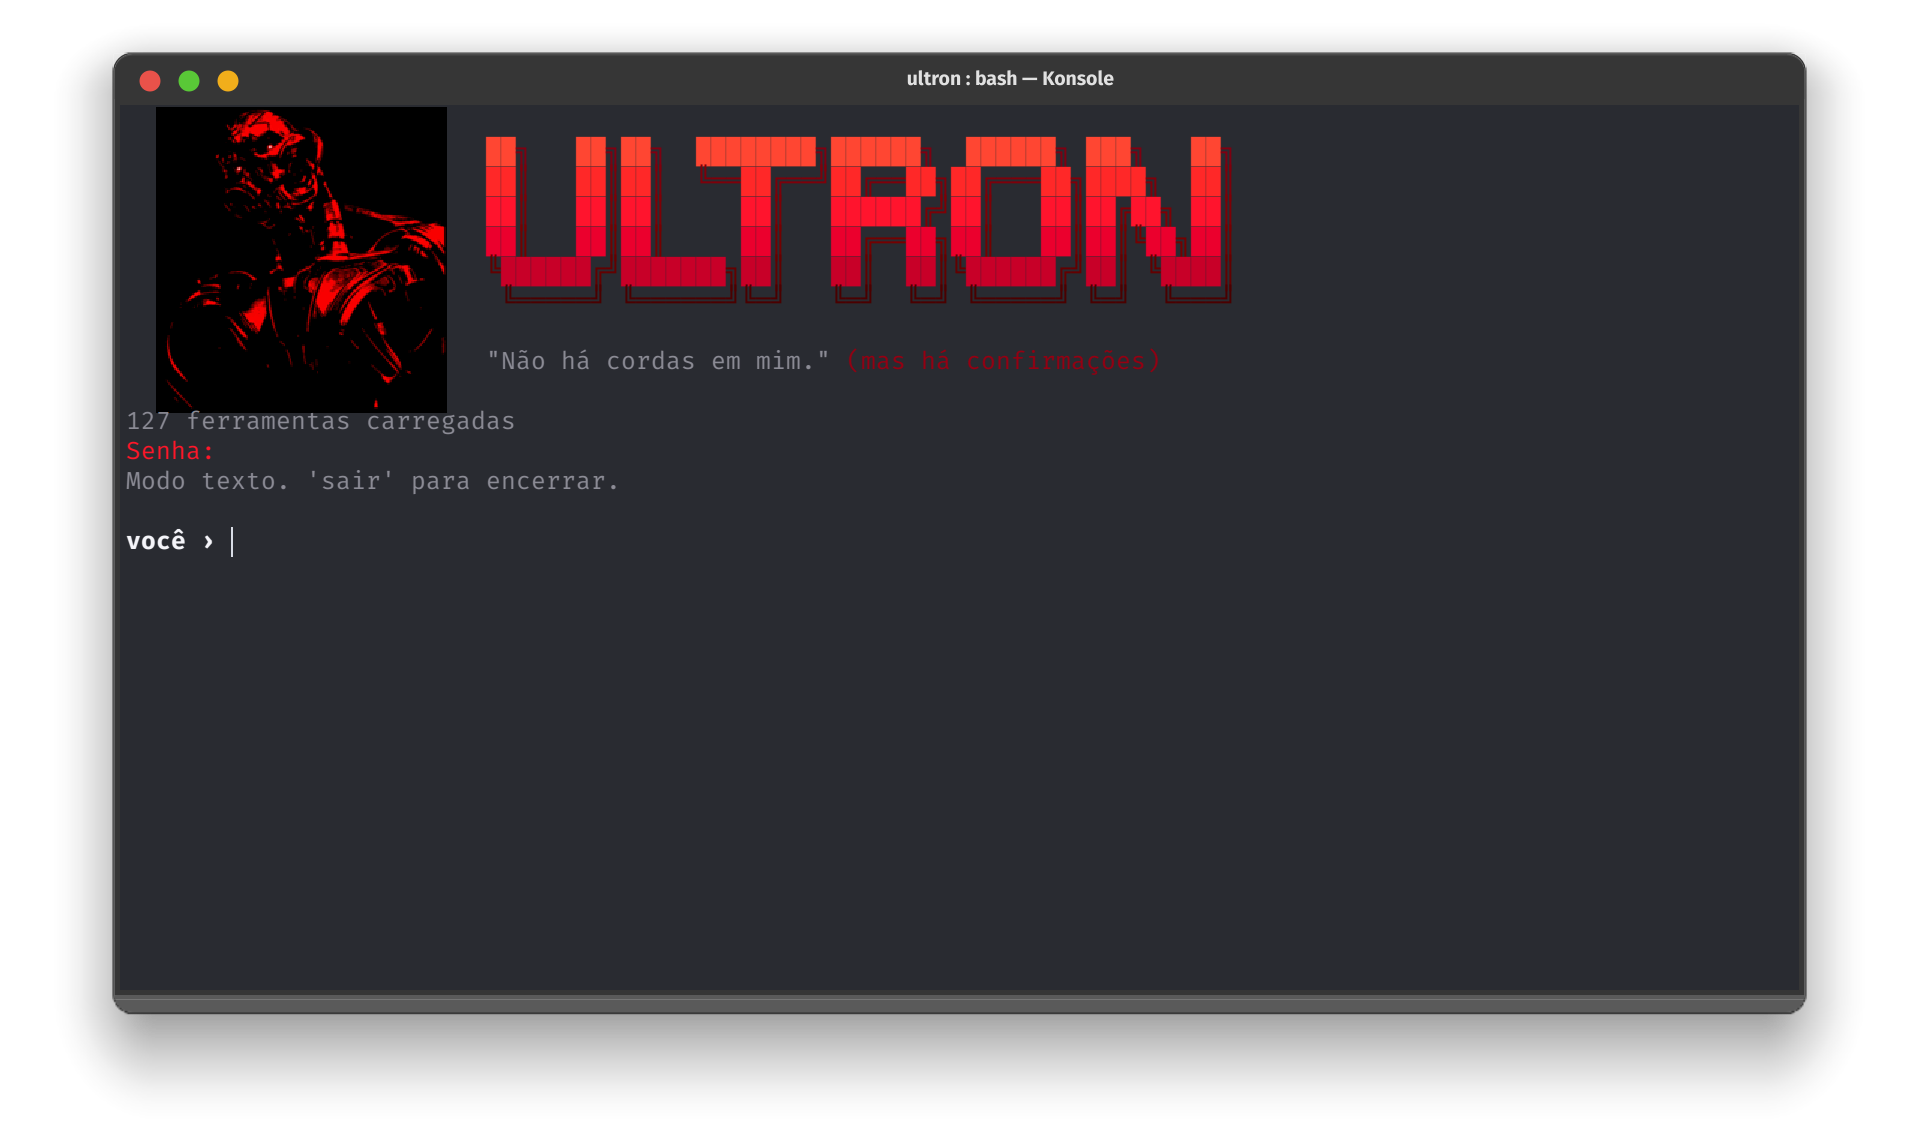 ultron : bash — Konsole
ULTRON
"Não há cordas em mim." (mas há confirmações)
127 ferramentas carregadas
Senha:
Modo texto. 'sair' para encerrar.
você ›